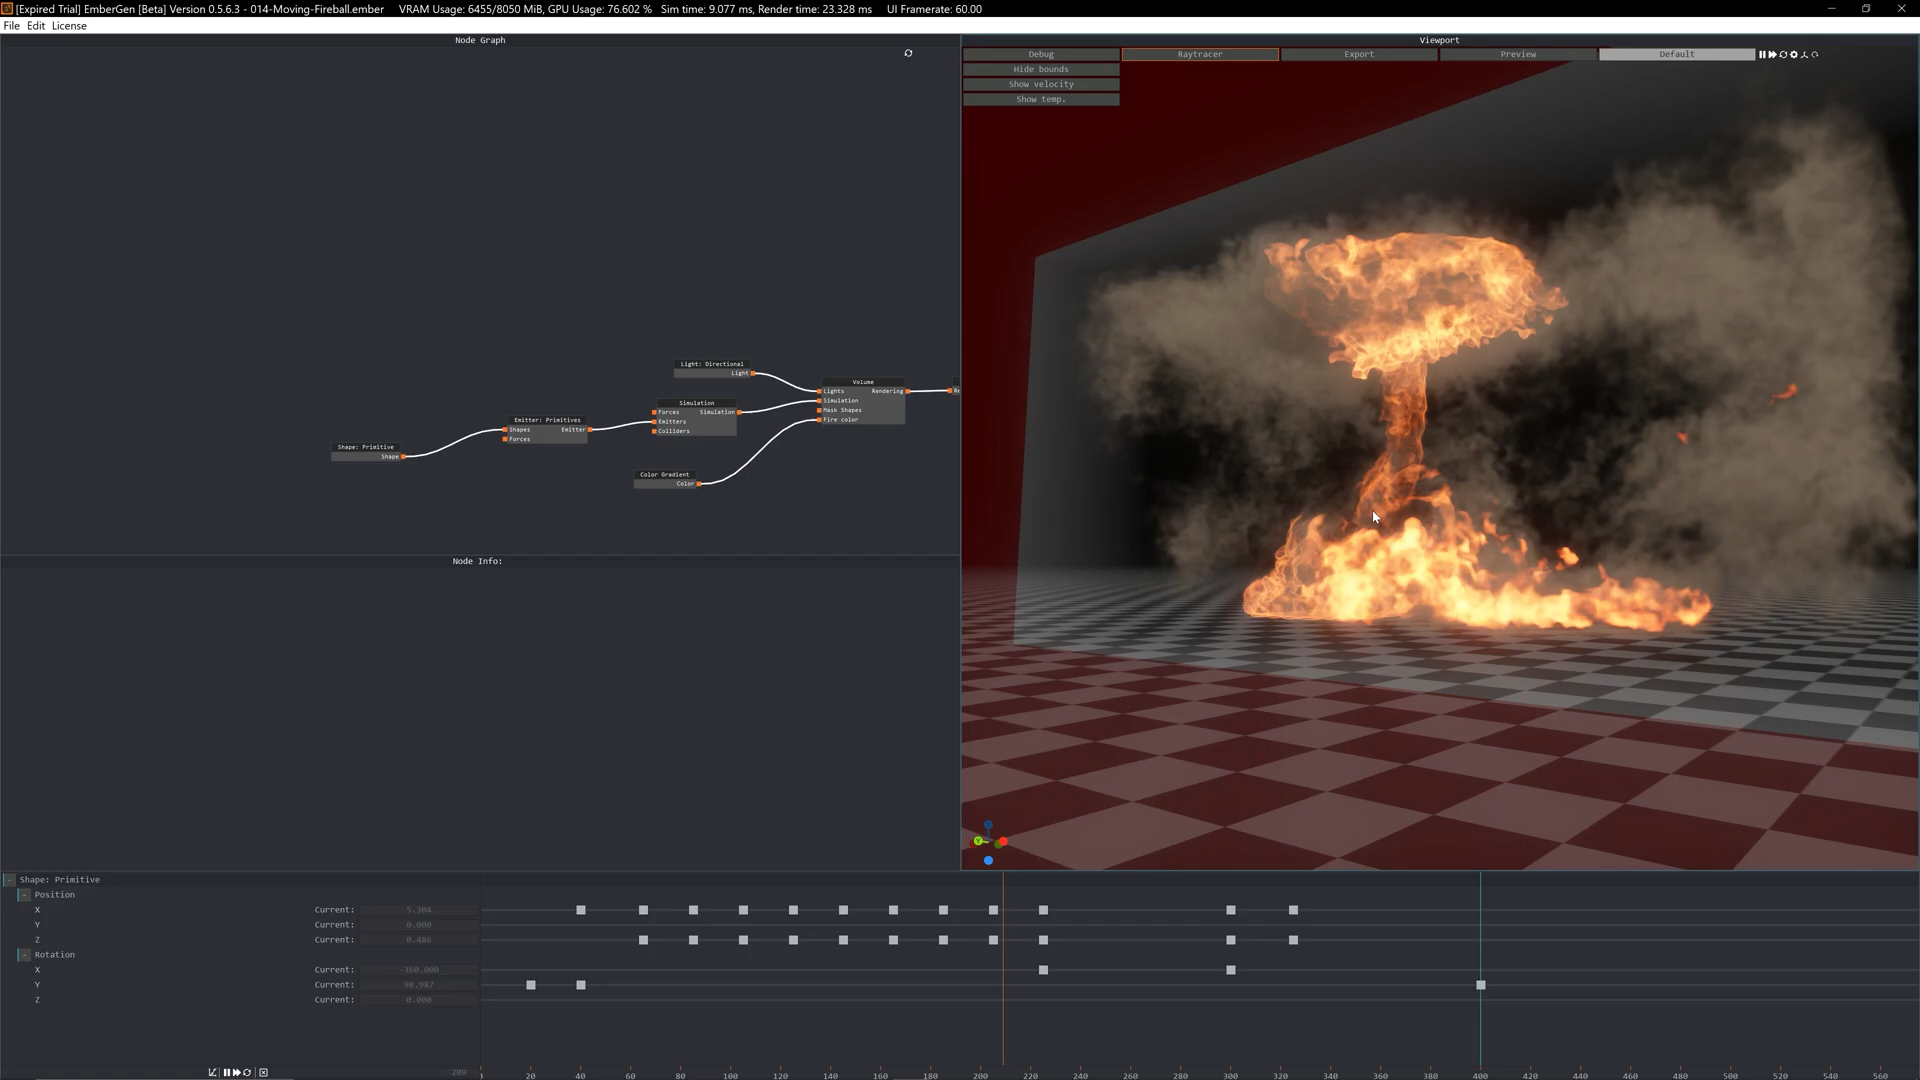 [Expired Trial] EmberGen [Beta] Version 0.5.6.3 - 014-Moving-Fireball.ember VRAM Usage: 6455/8050 MiB, GPU Usage: 76.602 % Sim time: 9.077 ms, Render time: 23.328 ms UI Framerate: 60.00
File Edit License
Node Graph
Viewport
Debug Raytracer Export Preview Default
Hide bounds
Show velocity
Show temp.
Light: Directional
Light
Volume
Lights Rendering
Simulation
Mask Shapes
Fire color
Simulation
Forces Simulation
Emitters
Colliders
Emitter: Primitives
Shapes Emitter
Forces
Shape: Primitive
Shape
Color Gradient
Color
Re
Node Info:
Shape: Primitive
Position
X Current: 5.304
Y Current: 0.000
Z Current: 0.486
Rotation
X Current: -360.000
Y Current: 98.987
Z Current: 0.000
209
20 40 60 80 100 120 140 160 180 200 220 240 260 280 300 320 340 360 380 400 420 440 460 480 500 520 540 560